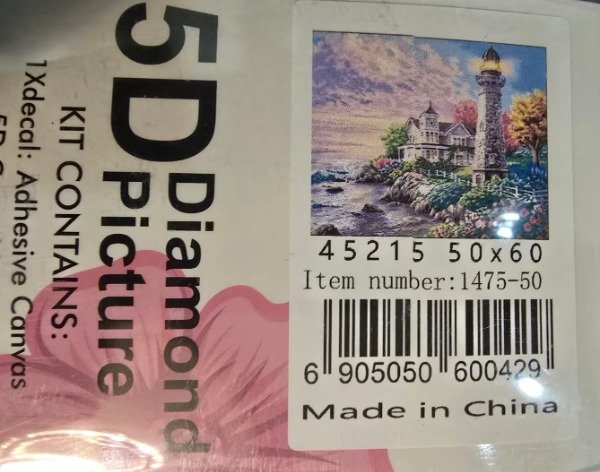 5D Diamond
Picture
KIT CONTAINS:
1Xdecal: Adhesive Canvas
45215 50x60
Item number:1475-50
6 905050 600429
Made in China